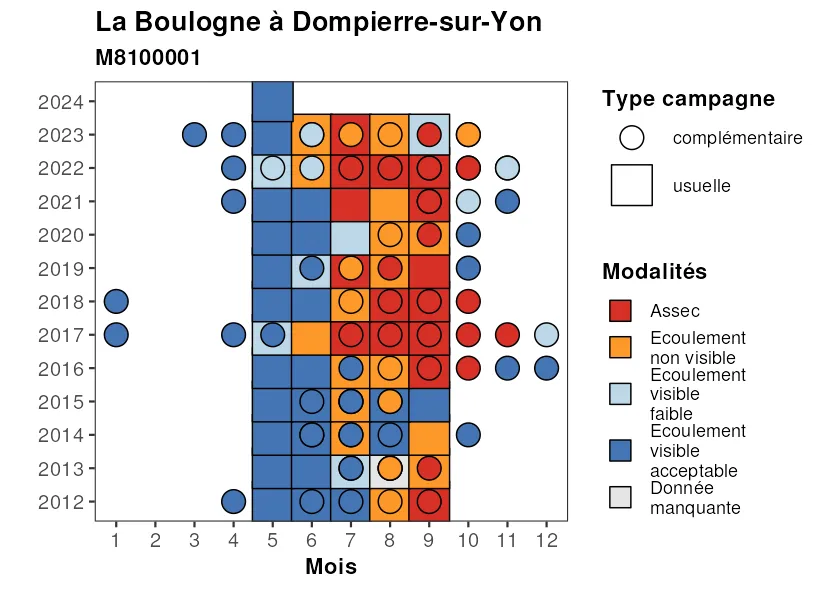 La Boulogne à Dompierre-sur-Yon
M8100001
2024
2023
2022
2021
2020
2019
2018
2017
2016
2015
2014
2013
2012
1 2 3 4 5 6 7 8 9 10 11 12
Mois
Type campagne
complémentaire
usuelle
Modalités
Assec
Ecoulement
non visible
Ecoulement
visible
faible
Ecoulement
visible
acceptable
Donnée
manquante